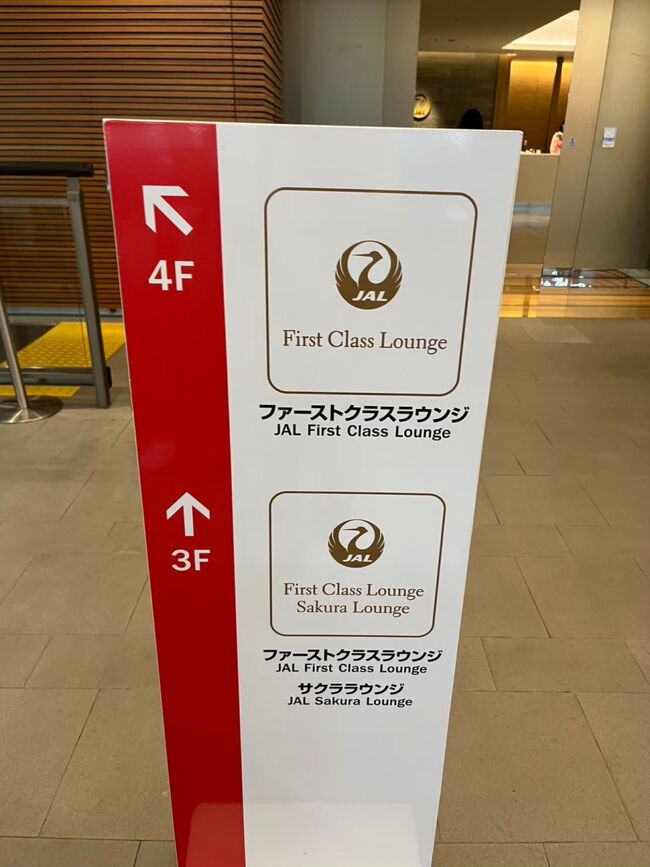 4F
JAL
First Class Lounge
ファーストクラスラウンジ
JAL First Class Lounge
3F
JAL
First Class Lounge
Sakura Lounge
ファーストクラスラウンジ
JAL First Class Lounge
サクララウンジ
JAL Sakura Lounge